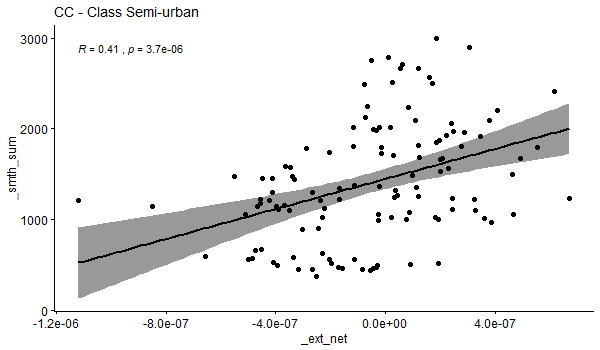 CC - Class Semi-urban
R = 0.41 , p = 3.7e-06
3000
2000
1000
0
_smth_sum
-1.2e-06 -8.0e-07 -4.0e-07 0.0e+00 4.0e-07
_ext_net